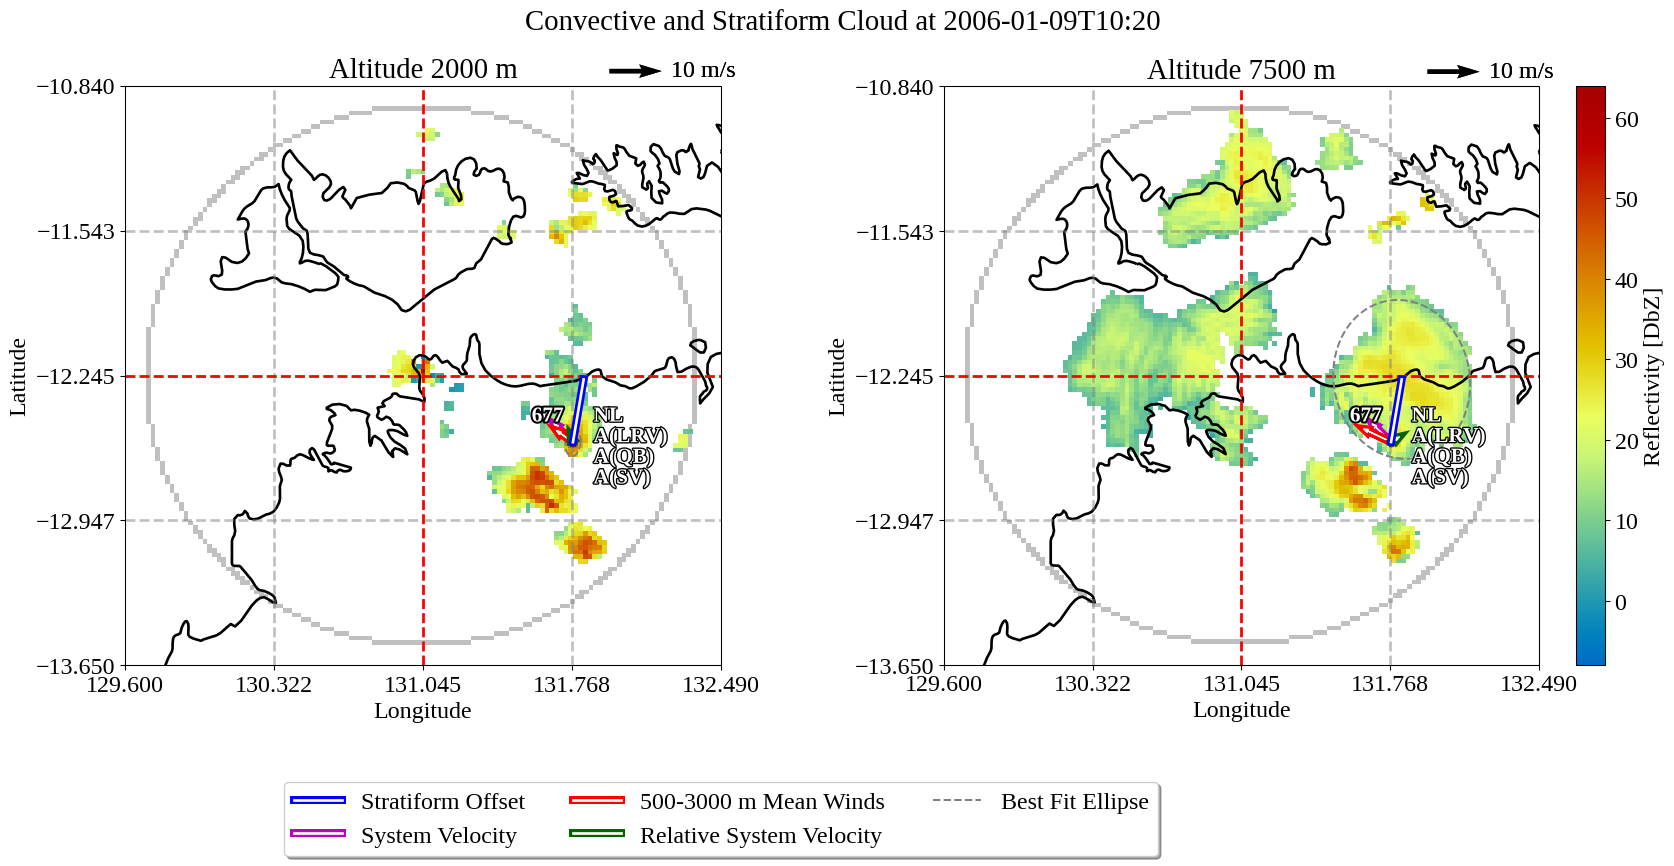 Convective and Stratiform Cloud at 2006-01-09T10:20
Altitude 2000 m
10 m/s
−10.840
−11.543
−12.245
−12.947
−13.650
Latitude
129.600
130.322
131.045
131.768
132.490
Longitude
677
NL
A(LRV)
A(QB)
A(SV)
Altitude 7500 m
10 m/s
−10.840
−11.543
−12.245
−12.947
−13.650
Latitude
129.600
130.322
131.045
131.768
132.490
Longitude
677
NL
A(LRV)
A(QB)
A(SV)
60
50
40
30
20
10
0
Reflectivity [DbZ]
Stratiform Offset
System Velocity
500-3000 m Mean Winds
Relative System Velocity
Best Fit Ellipse